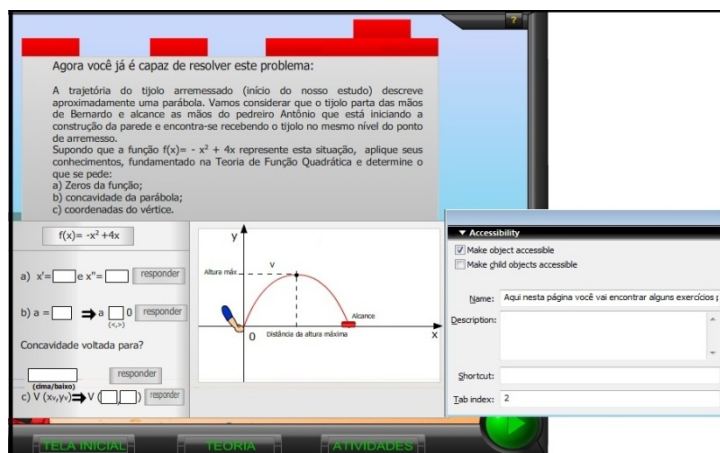 ?
Agora você já é capaz de resolver este problema:
A trajetória do tijolo arremessado (início do nosso estudo) descreve
aproximadamente uma parábola. Vamos considerar que o tijolo parta das mãos
de Bernardo e alcance as mãos do pedreiro Antônio que está iniciando a
construção da parede e encontra-se recebendo o tijolo no mesmo nível do ponto
de arremesso.
Supondo que a função f(x)= - x² + 4x represente esta situação, aplique seus
conhecimentos, fundamentado na Teoria de Função Quadrática e determine o
que se pede:
a) Zeros da função;
b) concavidade da parábola;
c) coordenadas do vértice.
f(x)= -x² +4x
a) x'= e x"= responder
b) a = ➡ a 0 responder
(<,>)
Concavidade voltada para?
responder
(cima/baixo)
c) V (xᵥ,yᵥ)➡ V ( , ) responder
y
Altura máx
V
Alcance
0
Distância da altura máxima
x
▼ Accessibility
Make object accessible
Make child objects accessible
Name: Aqui nesta página você vai encontrar alguns exercícios
Description:
Shortcut:
Tab index: 2
TELA INICIAL
TEORIA
ATIVIDADES